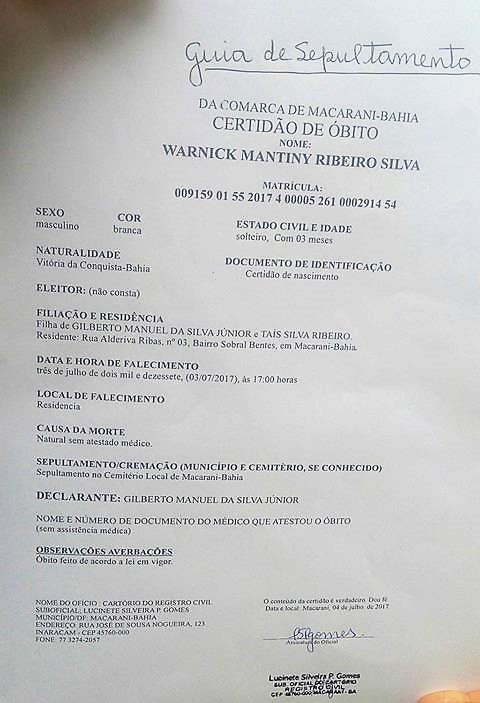 Guia de Sepultamento
DA COMARCA DE MACARANI-BAHIA
CERTIDÃO DE ÓBITO
NOME:
WARNICK MANTINY RIBEIRO SILVA
MATRÍCULA:
009159 01 55 2017 4 00005 261 0002914 54
SEXO COR
masculino branca
ESTADO CIVIL E IDADE
solteiro, Com 03 meses
NATURALIDADE
Vitória da Conquista-Bahia
DOCUMENTO DE IDENTIFICAÇÃO
Certidão de nascimento
ELEITOR: (não consta)
FILIAÇÃO E RESIDÊNCIA
Filha de GILBERTO MANUEL DA SILVA JÚNIOR e TAÍS SILVA RIBEIRO.
Residente: Rua Alderiva Ribas, nº 03, Bairro Sobral Bentes, em Macarani-Bahia.
DATA E HORA DE FALECIMENTO
três de julho de dois mil e dezessete, (03/07/2017), às 17:00 horas
LOCAL DE FALECIMENTO
Residencia
CAUSA DA MORTE
Natural sem atestado médico.
SEPULTAMENTO/CREMAÇÃO (MUNICÍPIO E CEMITÉRIO, SE CONHECIDO)
Sepultamento no Cemitério Local de Macarani-Bahia
DECLARANTE: GILBERTO MANUEL DA SILVA JÚNIOR
NOME E NÚMERO DE DOCUMENTO DO MÉDICO QUE ATESTOU O ÓBITO
(sem assistência médica)
OBSERVAÇÕES AVERBAÇÕES
Óbito feito de acordo a lei em vigor.
NOME DO OFÍCIO : CARTÓRIO DO REGISTRO CIVIL
SUBOFICIAL: LUCINETE SILVEIRA P. GOMES
MUNICÍPIO/DF: MACARANI-BAHIA
ENDEREÇO: RUA JOSÉ DE SOUSA NOGUEIRA, 123
INARACAM - CEP 45760-000
FONE: 77 3274-2057
O conteúdo da certidão é verdadeiro. Dou fé
Data e local: Macarani, 04 de julho de 2017
Assinatura do Oficial
Lucinete Silveira P. Gomes
SUB. OFICIAL DO CARTÓRIO
REGISTRO CIVIL